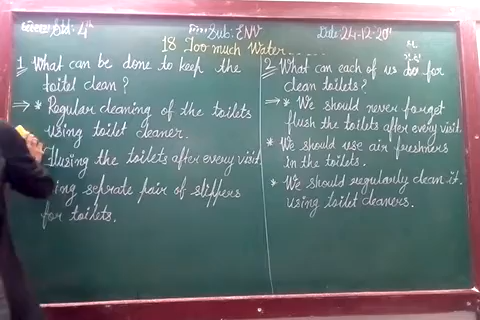 Std: 4th Sub: ENV Date: 24-12-20
18 Too much Water
1 What can be done to keep the
toilet clean?
→ * Regular cleaning of the toilets
using toilet cleaner.
the toilets after every visit.
seprate pair of slippers
for toilets.
2 What can each of us do for
clean toilets?
→ * We should never forget
flush the toilets after every visit.
* We should use air freshners
in the toilets.
* We should regularly clean it.
using toilet cleaners.